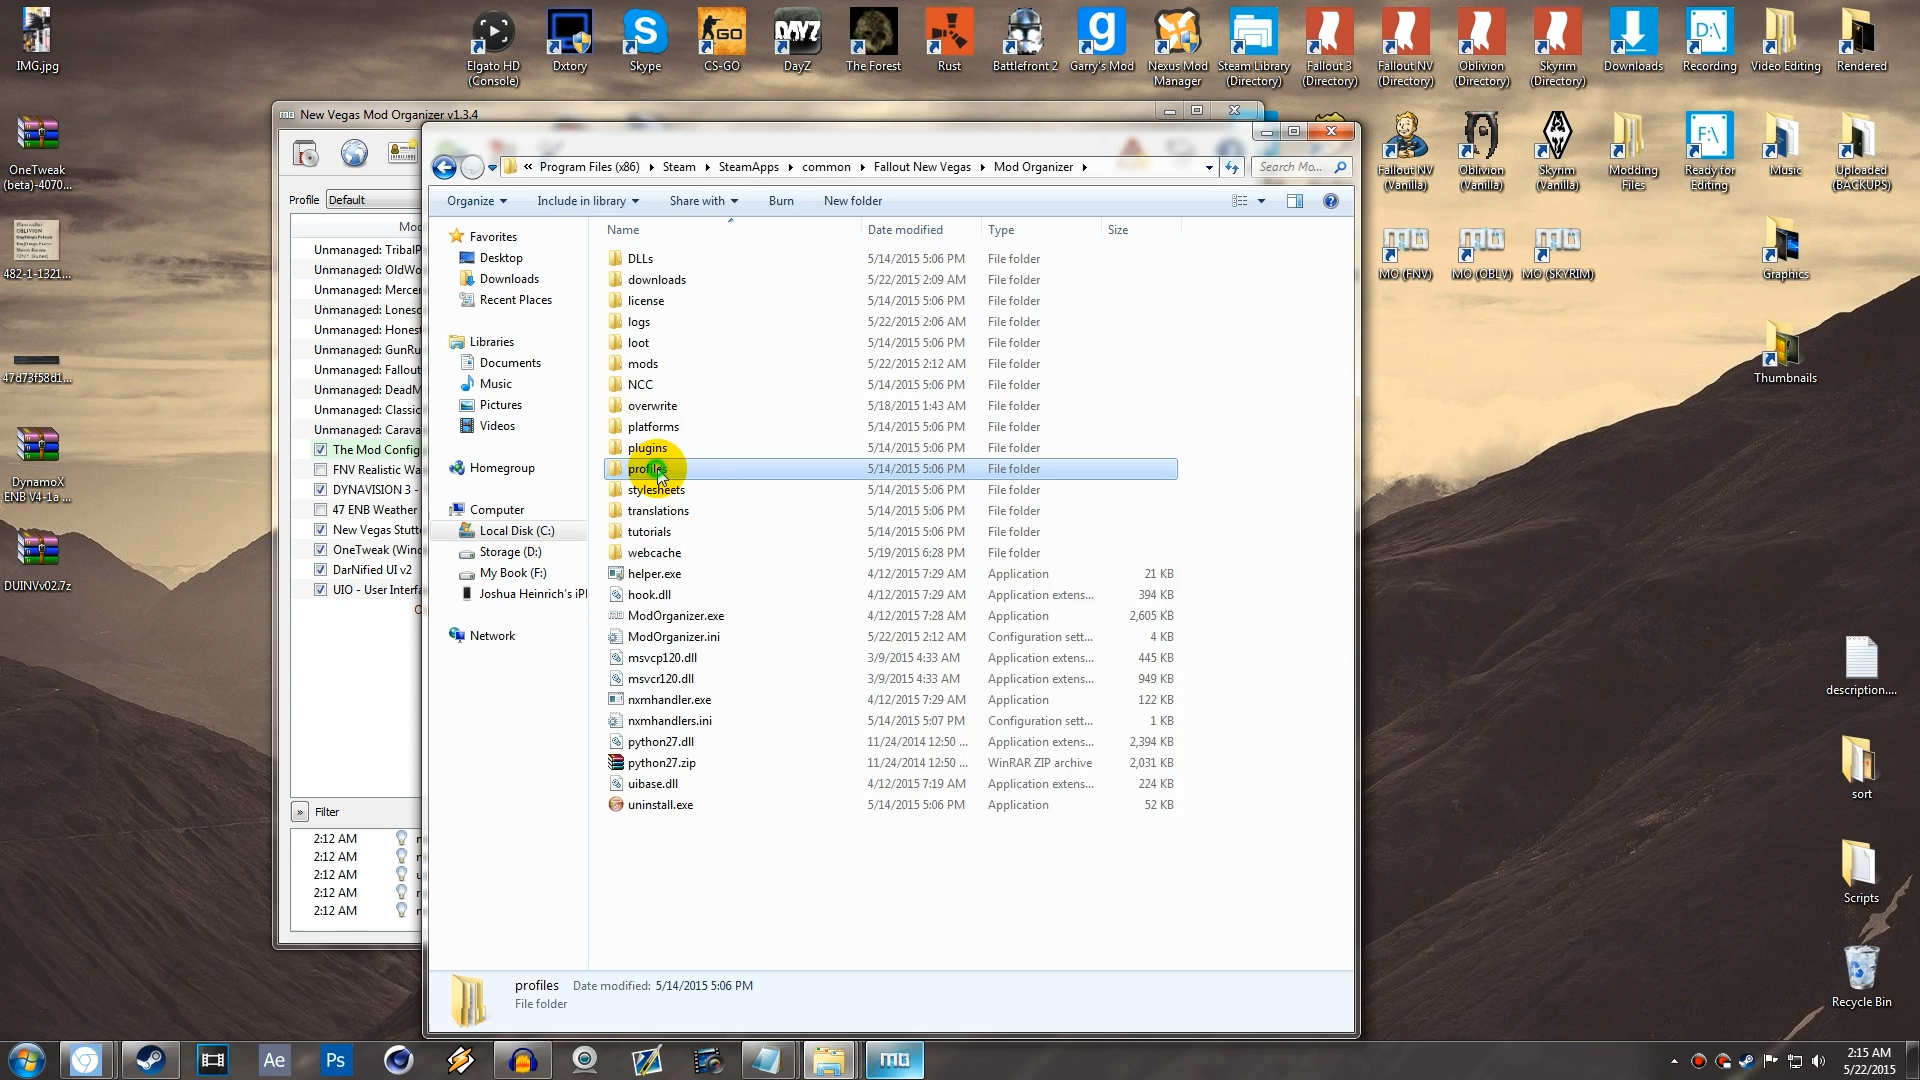 IMG.jpg
Elgato HD
(Console)
Dxtory
Skype
CS-GO
DayZ
The Forest
Rust
Battlefront 2
Garry's Mod
Nexus Mod
Manager
Steam Library
(Directory)
Fallout 3
(Directory)
Fallout NV
(Directory)
Oblivion
(Directory)
Skyrim
(Directory)
Downloads
Recording
Video Editing
Rendered
OneTweak
(beta)-4070...
482-1-1321...
47d73f58d1...
DynamoX
ENB V4-1a ...
DUINVv02.7z
Fallout NV
(Vanilla)
Oblivion
(Vanilla)
Skyrim
(Vanilla)
Modding
Files
Ready for
Editing
Music
Uploaded
(BACKUPS)
MO (FNV)
MO (OBLV)
MO (SKYRIM)
Graphics
Thumbnails
description....
sort
Scripts
Recycle Bin
New Vegas Mod Organizer v1.3.4
Profile
Default
Unmanaged: TribalP
Unmanaged: OldWo
Unmanaged: Mercer
Unmanaged: Lonesc
Unmanaged: Honest
Unmanaged: GunRu
Unmanaged: Fallout
Unmanaged: DeadM
Unmanaged: Classic
Unmanaged: Carava
The Mod Config
FNV Realistic Wa
DYNAVISION 3 -
47 ENB Weather
New Vegas Stutt
OneTweak (Wind
DarNified UI v2
UIO - User Interfa
» Filter
2:12 AM
2:12 AM
2:12 AM
2:12 AM
2:12 AM
« Program Files (x86) Steam SteamApps common Fallout New Vegas Mod Organizer
Search Mo...
Organize
Include in library
Share with
Burn
New folder
Favorites
Desktop
Downloads
Recent Places
Libraries
Documents
Music
Pictures
Videos
Homegroup
Computer
Local Disk (C:)
Storage (D:)
My Book (F:)
Joshua Heinrich's iPl
Network
Name Date modified Type Size
DLLs 5/14/2015 5:06 PM File folder
downloads 5/22/2015 2:09 AM File folder
license 5/14/2015 5:06 PM File folder
logs 5/22/2015 2:06 AM File folder
loot 5/14/2015 5:06 PM File folder
mods 5/22/2015 2:12 AM File folder
NCC 5/14/2015 5:06 PM File folder
overwrite 5/18/2015 1:43 AM File folder
platforms 5/14/2015 5:06 PM File folder
plugins 5/14/2015 5:06 PM File folder
profiles 5/14/2015 5:06 PM File folder
stylesheets 5/14/2015 5:06 PM File folder
translations 5/14/2015 5:06 PM File folder
tutorials 5/14/2015 5:06 PM File folder
webcache 5/19/2015 6:28 PM File folder
helper.exe 4/12/2015 7:29 AM Application 21 KB
hook.dll 4/12/2015 7:29 AM Application extens... 394 KB
ModOrganizer.exe 4/12/2015 7:28 AM Application 2,605 KB
ModOrganizer.ini 5/22/2015 2:12 AM Configuration sett... 4 KB
msvcp120.dll 3/9/2015 4:33 AM Application extens... 445 KB
msvcr120.dll 3/9/2015 4:33 AM Application extens... 949 KB
nxmhandler.exe 4/12/2015 7:29 AM Application 122 KB
nxmhandlers.ini 5/14/2015 5:07 PM Configuration sett... 1 KB
python27.dll 11/24/2014 12:50 ... Application extens... 2,394 KB
python27.zip 11/24/2014 12:50 ... WinRAR ZIP archive 2,031 KB
uibase.dll 4/12/2015 7:19 AM Application extens... 224 KB
uninstall.exe 5/14/2015 5:06 PM Application 52 KB
profiles Date modified: 5/14/2015 5:06 PM
File folder
Ae
Ps
2:15 AM
5/22/2015